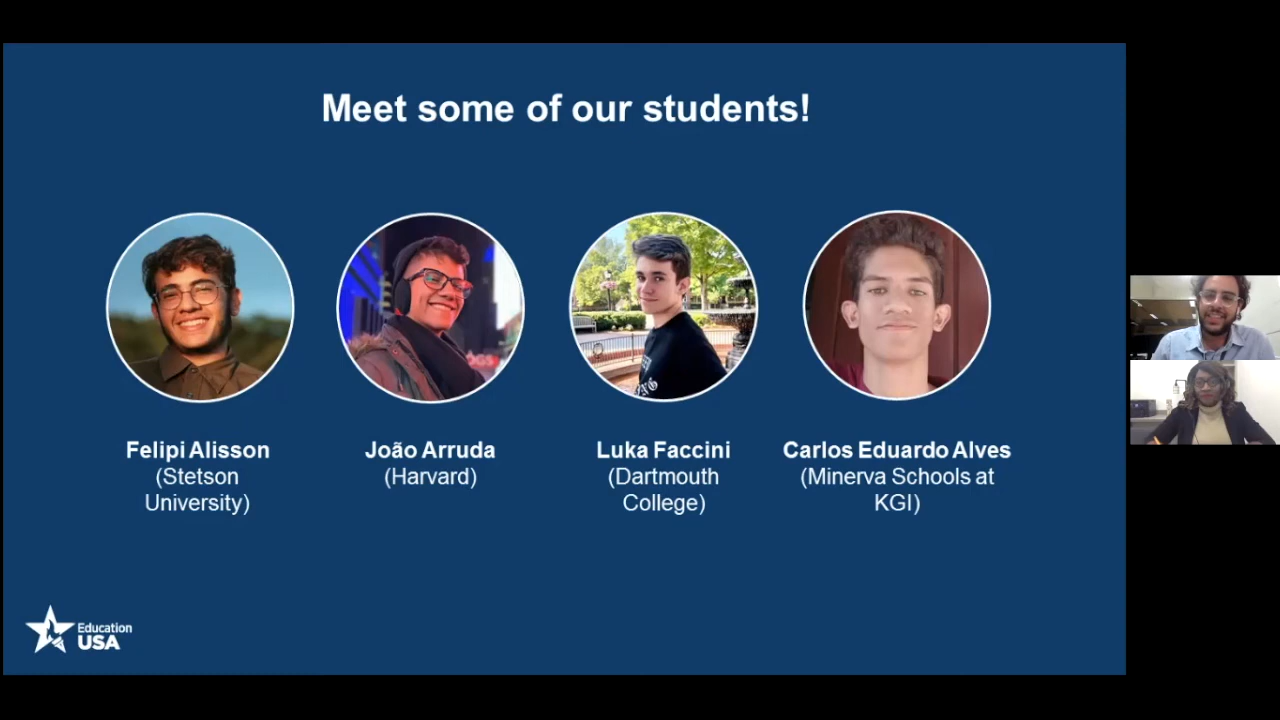 Meet some of our students!
Felipi Alisson
(Stetson
University)
João Arruda
(Harvard)
Luka Faccini
(Dartmouth
College)
Carlos Eduardo Alves
(Minerva Schools at
KGI)
Education
USA